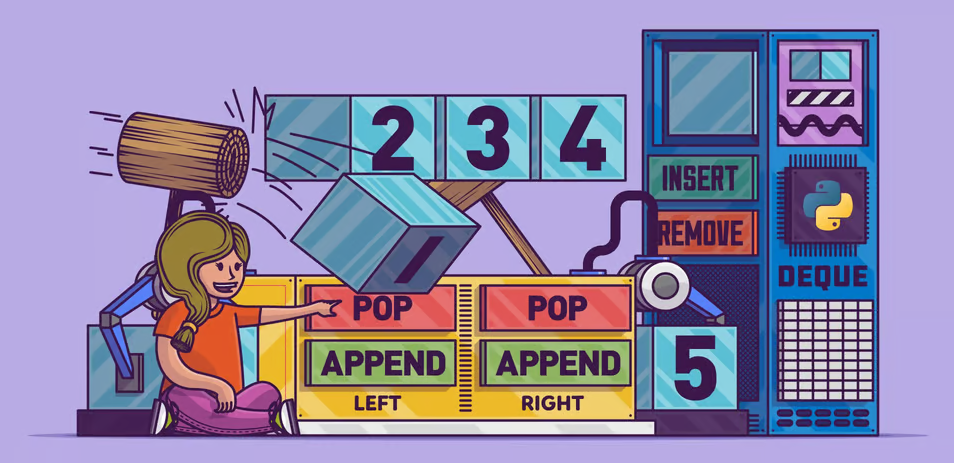 2 3 4
1
INSERT
REMOVE
DEQUE
POP POP
APPEND APPEND
LEFT RIGHT
5